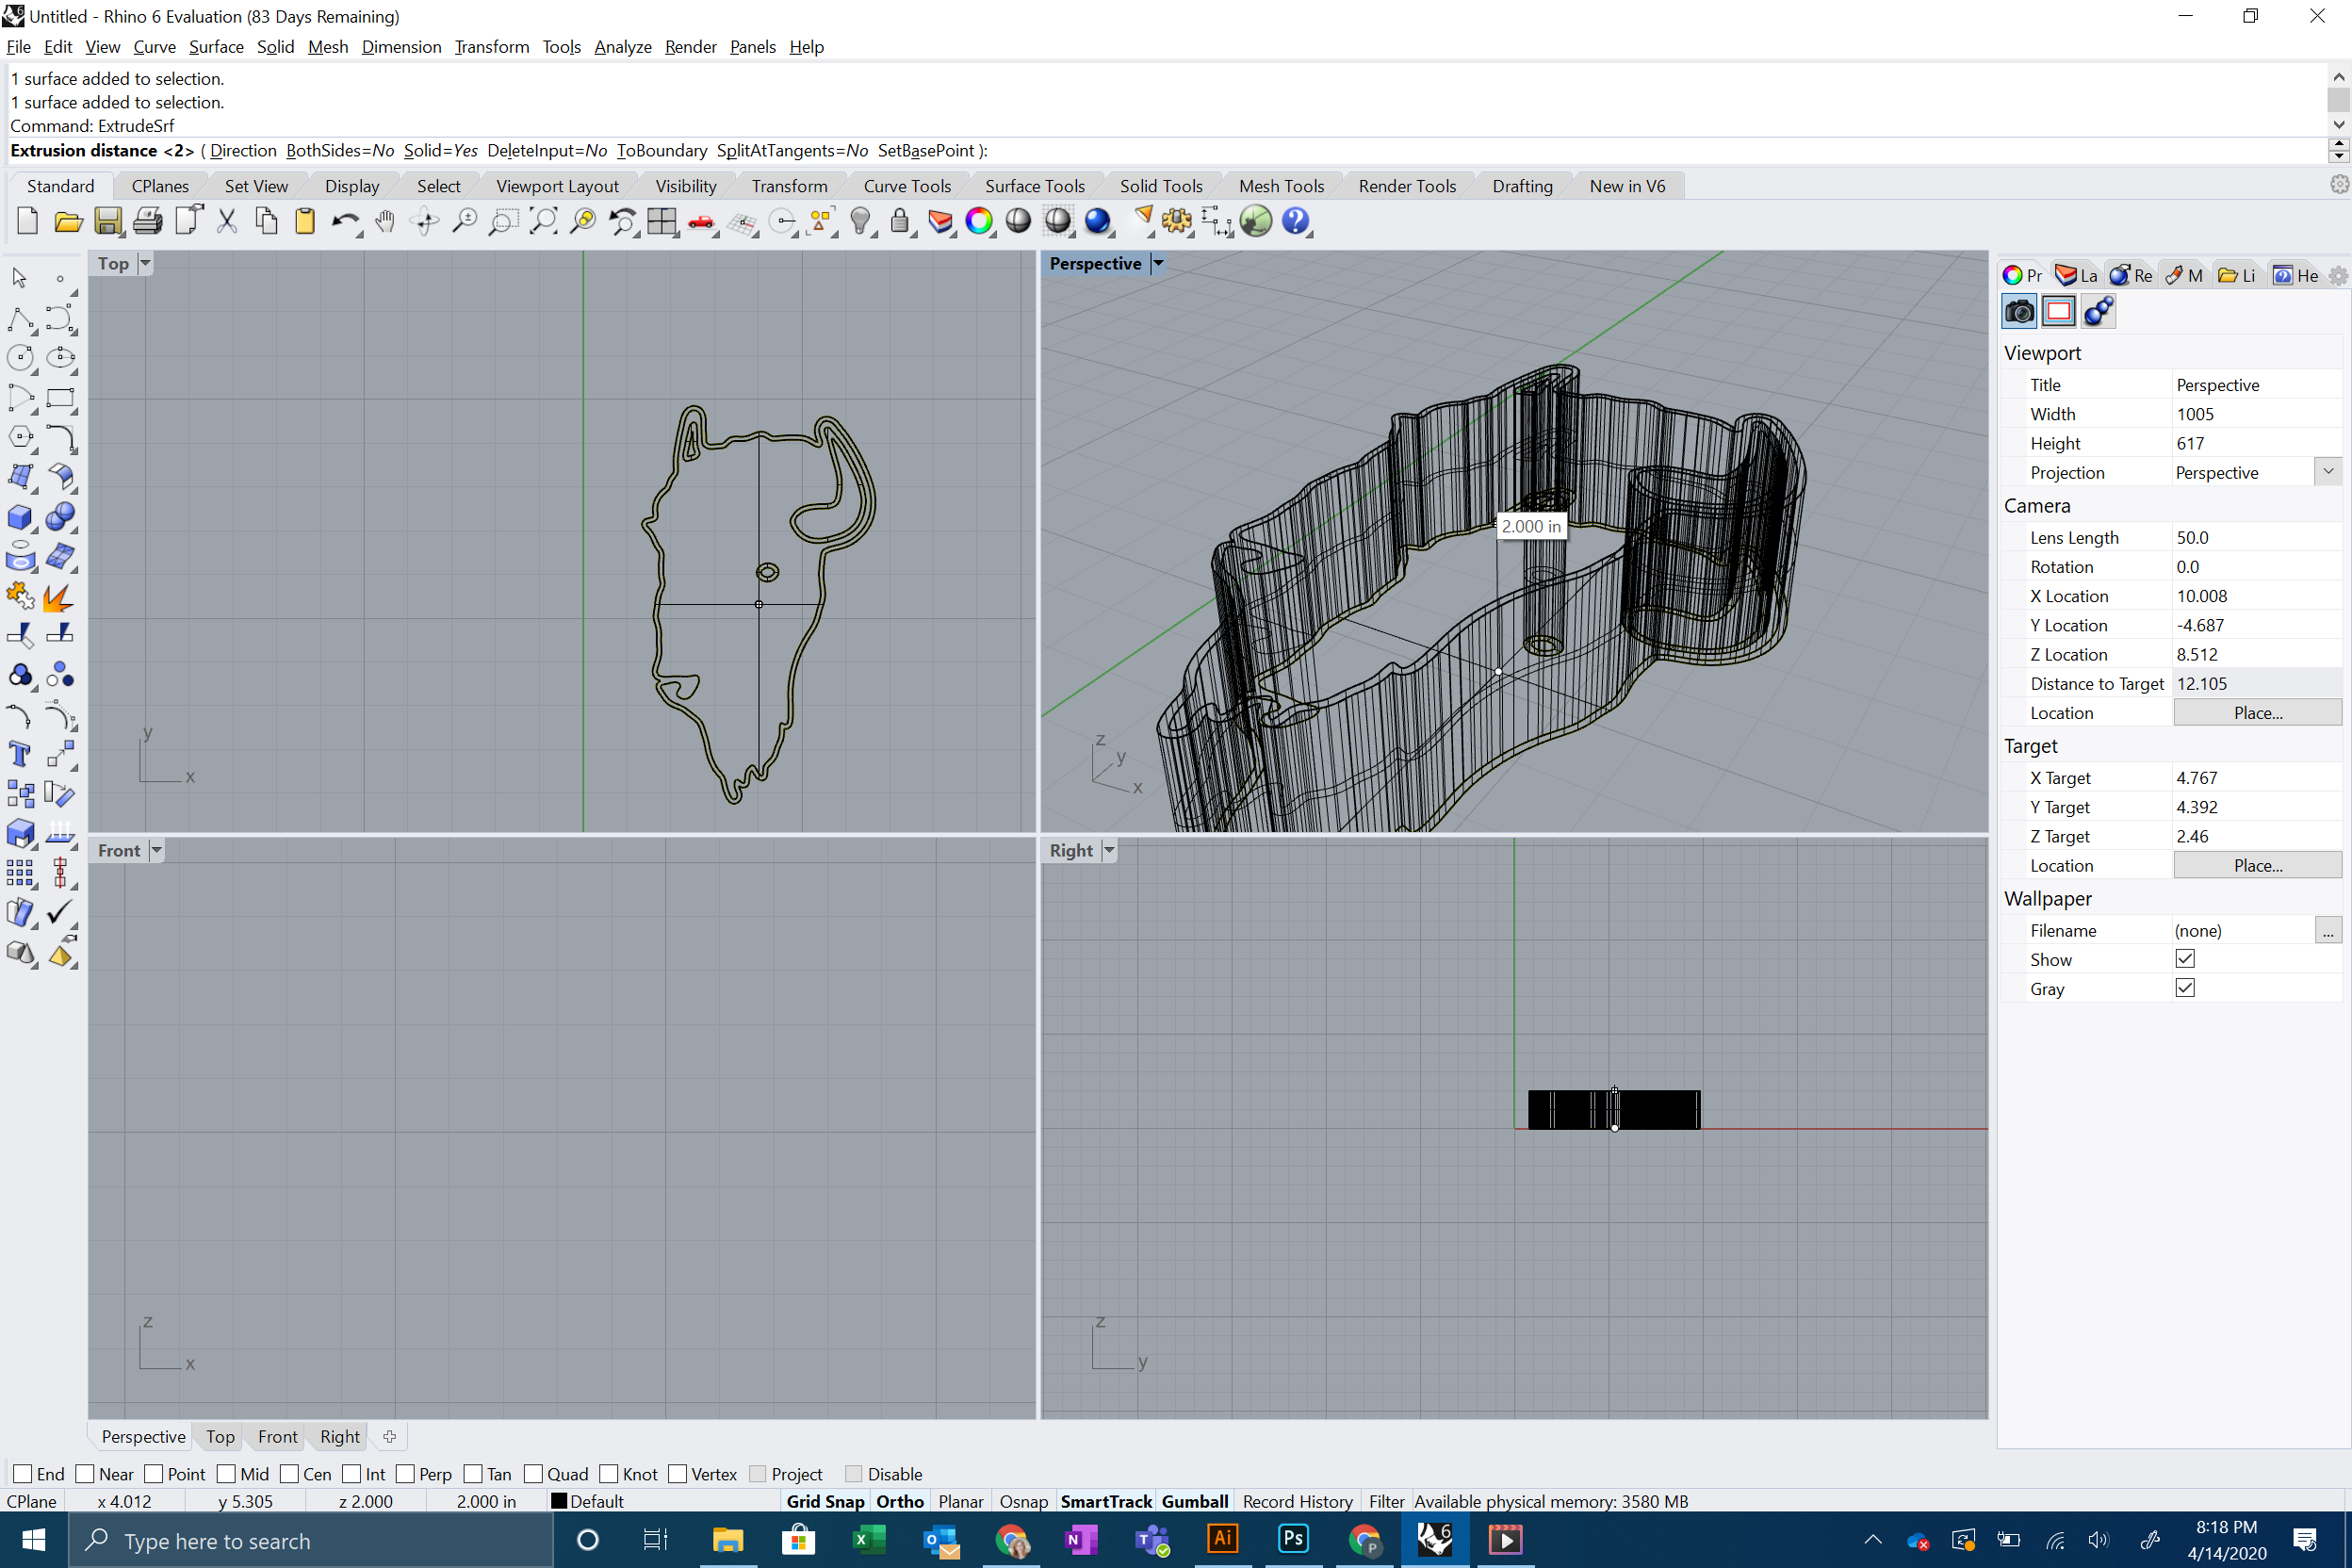 Untitled - Rhino 6 Evaluation (83 Days Remaining)
File Edit View Curve Surface Solid Mesh Dimension Transform Tools Analyze Render Panels Help
1 surface added to selection.
1 surface added to selection.
Command: ExtrudeSrf
Extrusion distance <2> ( Direction BothSides=No Solid=Yes DeleteInput=No ToBoundary SplitAtTangents=No SetBasePoint ):
Standard CPlanes Set View Display Select Viewport Layout Visibility Transform Curve Tools Surface Tools Solid Tools Mesh Tools Render Tools Drafting New in V6
Top
y
x
Perspective
2.000 in
z
y
x
Front
z
x
Right
z
y
Pr La Re M Li He
Viewport
Title Perspective
Width 1005
Height 617
Projection Perspective
Camera
Lens Length 50.0
Rotation 0.0
X Location 10.008
Y Location -4.687
Z Location 8.512
Distance to Target 12.105
Location Place...
Target
X Target 4.767
Y Target 4.392
Z Target 2.46
Location Place...
Wallpaper
Filename (none) ...
Show
Gray
Perspective Top Front Right
End Near Point Mid Cen Int Perp Tan Quad Knot Vertex Project Disable
CPlane x 4.012 y 5.305 z 2.000 2.000 in Default Grid Snap Ortho Planar Osnap SmartTrack Gumball Record History Filter Available physical memory: 3580 MB
Type here to search
Ai
Ps
8:18 PM
4/14/2020